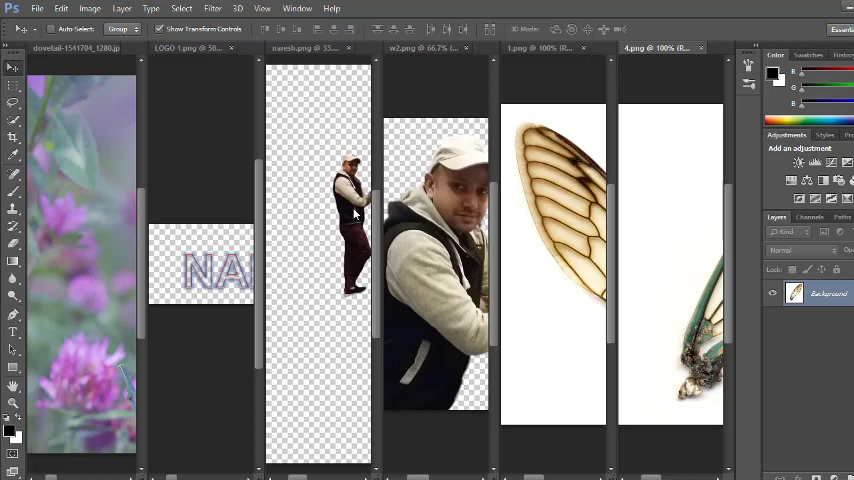 Ps File Edit Image Layer Type Select Filter 3D View Window Help
Auto-Select: Group Show Transform Controls 3D Mode: Essenti
dovetail-1541704_1280.jp LOGO 1.png @ 50... naresh.png @ 33.... w2.png @ 66.7% (... 1.png @ 100% (R... 4.png @ 100% (R...
Color Swatches Styles
R
G
B
Adjustments Styles
Add an adjustment
Layers Channels Paths
Kind
Normal
Lock:
Background
NA